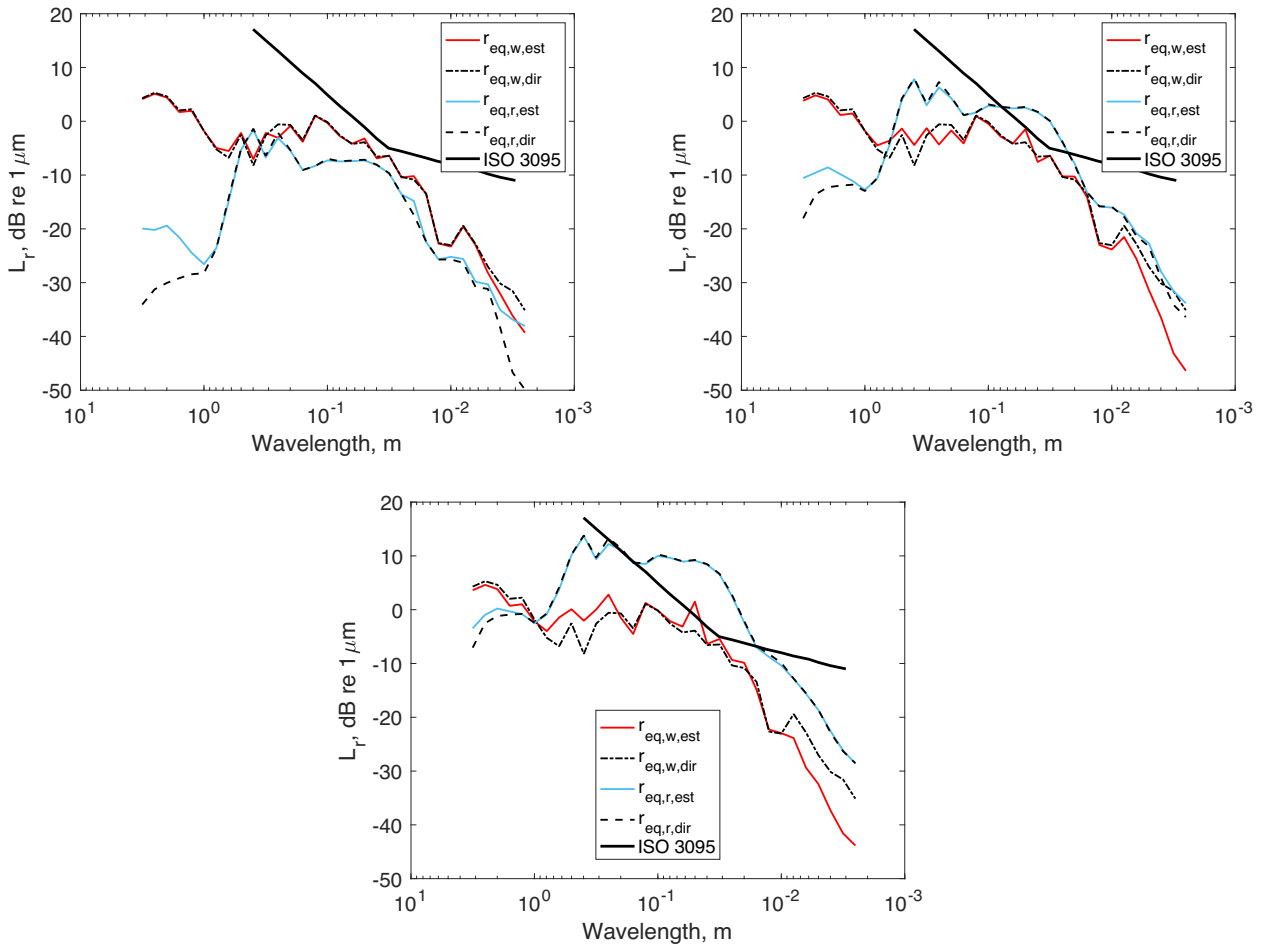 20
10
0
-10
-20
-30
-40
-50
10^1
10^0
10^-1
10^-2
10^-3
Wavelength, m
L_r, dB re 1 μm
r_eq,w,est
r_eq,w,dir
r_eq,r,est
r_eq,r,dir
ISO 3095
20
10
0
-10
-20
-30
-40
-50
10^1
10^0
10^-1
10^-2
10^-3
Wavelength, m
L_r, dB re 1 μm
r_eq,w,est
r_eq,w,dir
r_eq,r,est
r_eq,r,dir
ISO 3095
20
10
0
-10
-20
-30
-40
-50
10^1
10^0
10^-1
10^-2
10^-3
Wavelength, m
L_r, dB re 1 μm
r_eq,w,est
r_eq,w,dir
r_eq,r,est
r_eq,r,dir
ISO 3095